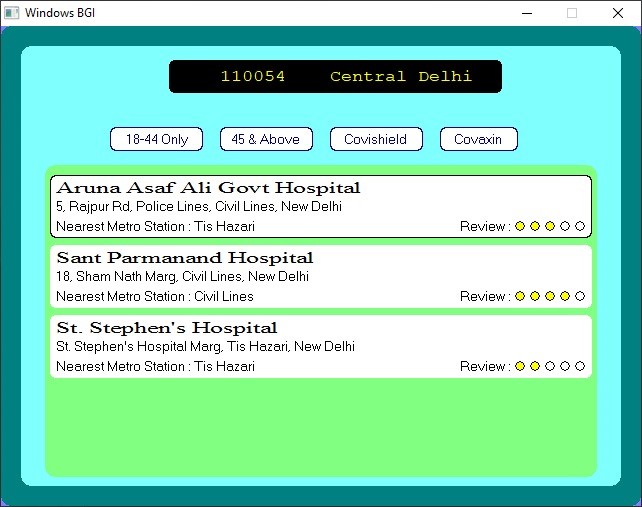 Windows BGI
110054 Central Delhi
18-44 Only 45 & Above Covishield Covaxin
Aruna Asaf Ali Govt Hospital
5, Rajpur Rd, Police Lines, Civil Lines, New Delhi
Nearest Metro Station : Tis Hazari Review :
Sant Parmanand Hospital
18, Sham Nath Marg, Civil Lines, New Delhi
Nearest Metro Station : Civil Lines Review :
St. Stephen's Hospital
St. Stephen's Hospital Marg, Tis Hazari, New Delhi
Nearest Metro Station : Tis Hazari Review :